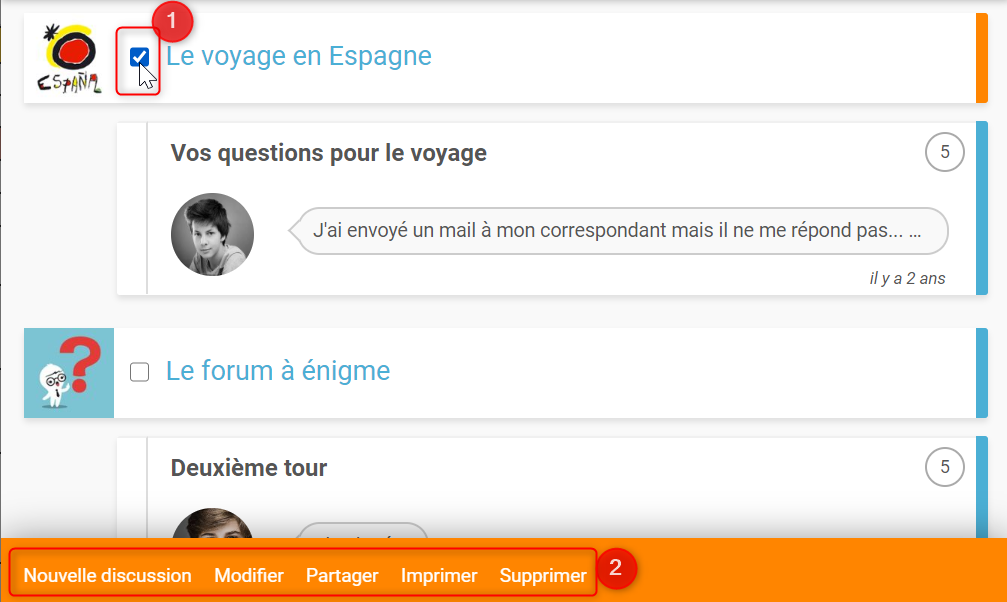 1
ESPAÑA
Le voyage en Espagne
Vos questions pour le voyage
5
J'ai envoyé un mail à mon correspondant mais il ne me répond pas... ...
il y a 2 ans
?
Le forum à énigme
Deuxième tour
5
Nouvelle discussion Modifier Partager Imprimer Supprimer
2